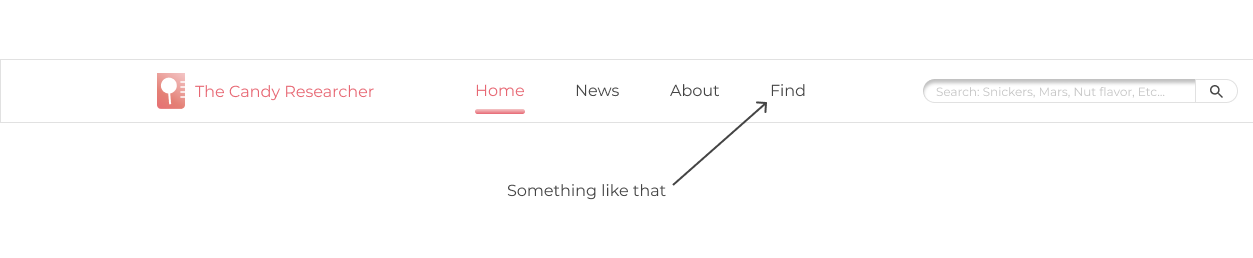 The Candy Researcher
Home
News
About
Find
Search: Snickers, Mars, Nut flavor, Etc...
Something like that